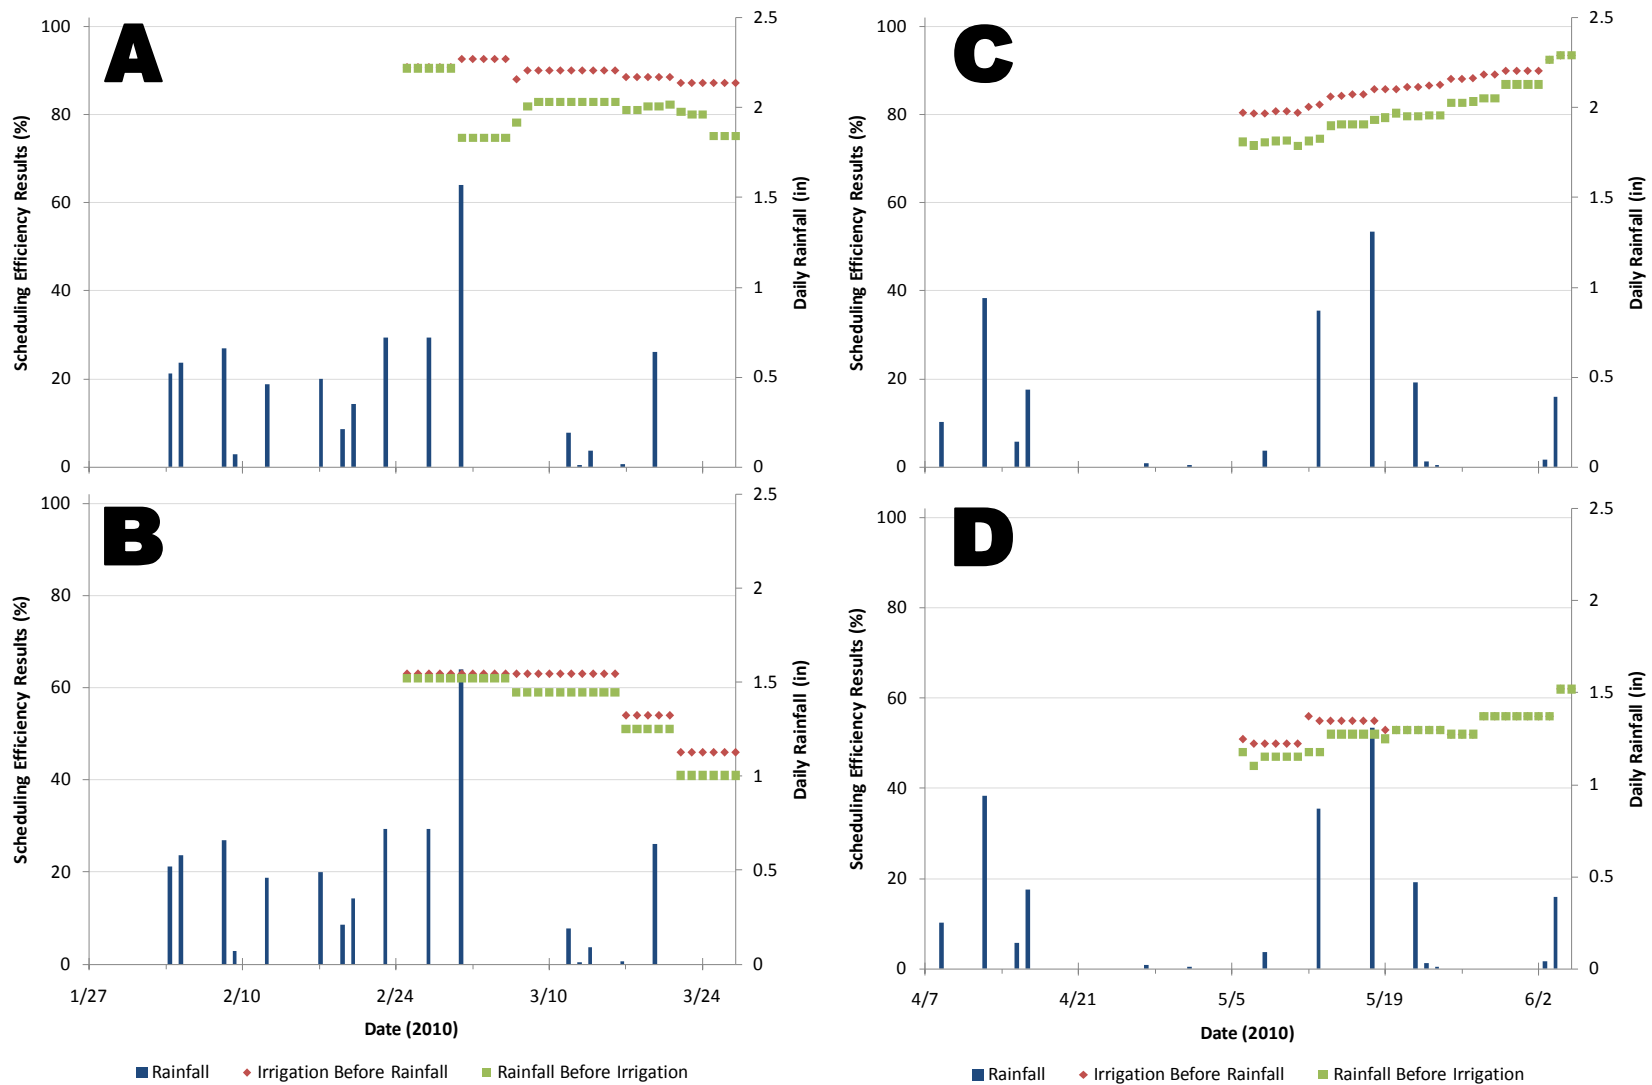 A
100
80
60
40
20
0
Scheduling Efficiency Results (%)
2.5
2
1.5
1
0.5
0
Daily Rainfall (in)
B
100
80
60
40
20
0
Scheduling Efficiency Results (%)
2.5
2
1.5
1
0.5
0
Daily Rainfall (in)
1/27
2/10
2/24
3/10
3/24
Date (2010)
Rainfall
Irrigation Before Rainfall
Rainfall Before Irrigation
C
100
80
60
40
20
0
Scheduling Efficiency Results (%)
2.5
2
1.5
1
0.5
0
Daily Rainfall (in)
D
100
80
60
40
20
0
Scheduling Efficiency Results (%)
2.5
2
1.5
1
0.5
0
Daily Rainfall (in)
4/7
4/21
5/5
5/19
6/2
Date (2010)
Rainfall
Irrigation Before Rainfall
Rainfall Before Irrigation